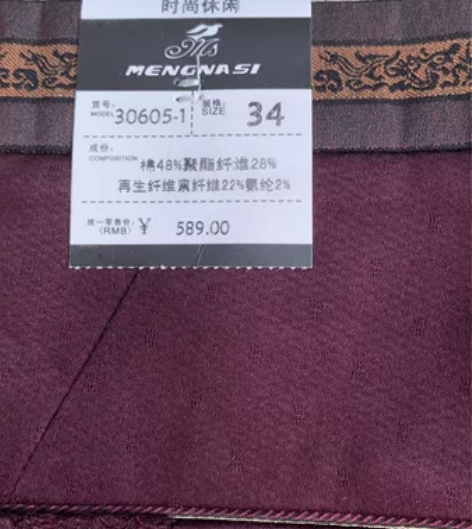 时尚休闲
MENGNASI
货号:
MODEL 30605-1 规格: SIZE 34
成份:
COMPOSITION 棉48%聚酯纤维28%
再生纤维素纤维22%氨纶2%
统一零售价: (RMB) ¥ 589.00